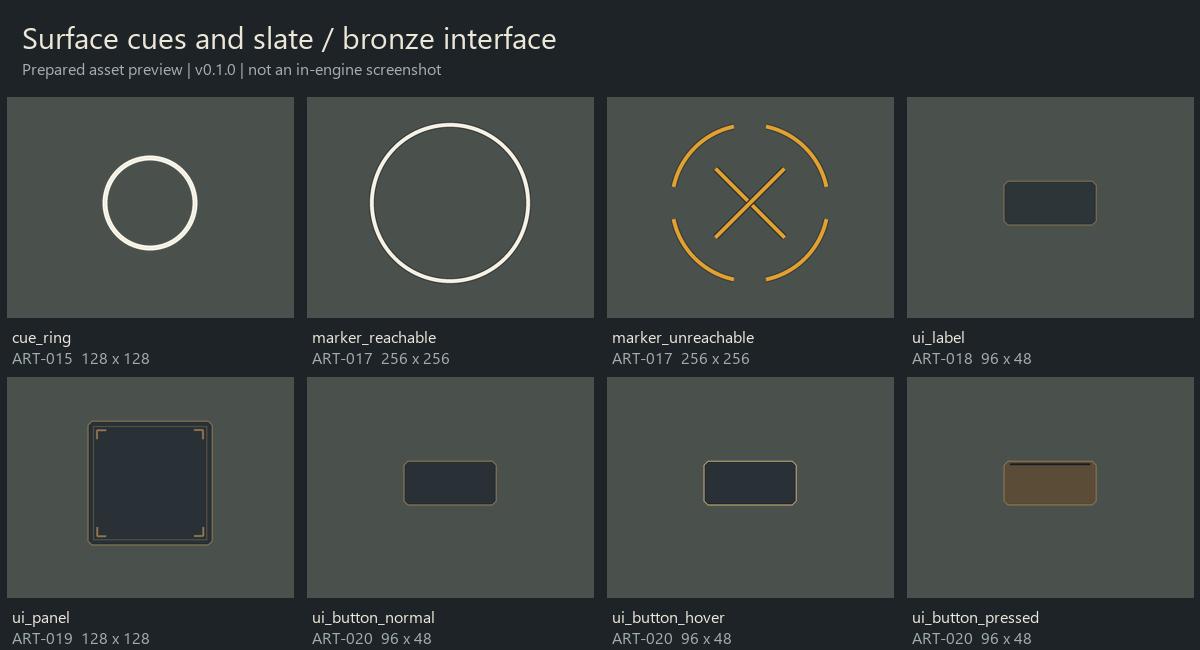 Surface cues and slate / bronze interface
Prepared asset preview | v0.1.0 | not an in-engine screenshot
cue_ring
ART-015 128 x 128
marker_reachable
ART-017 256 x 256
marker_unreachable
ART-017 256 x 256
ui_label
ART-018 96 x 48
ui_panel
ART-019 128 x 128
ui_button_normal
ART-020 96 x 48
ui_button_hover
ART-020 96 x 48
ui_button_pressed
ART-020 96 x 48